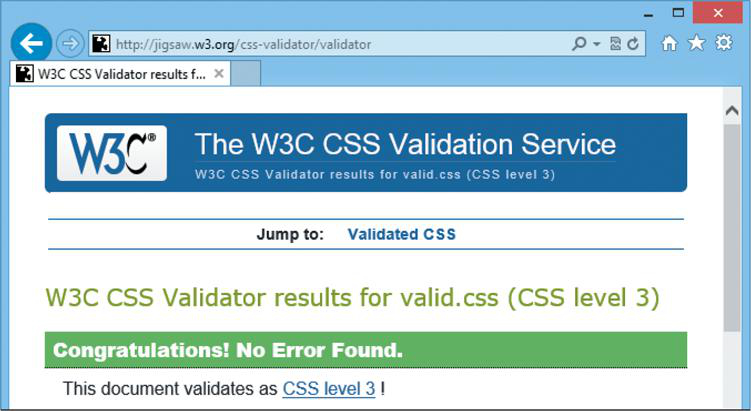 http://jigsaw.w3.org/css-validator/validator
W3C CSS Validator results f...
W3C®
The W3C CSS Validation Service
W3C CSS Validator results for valid.css (CSS level 3)
Jump to: Validated CSS
W3C CSS Validator results for valid.css (CSS level 3)
Congratulations! No Error Found.
This document validates as CSS level 3 !